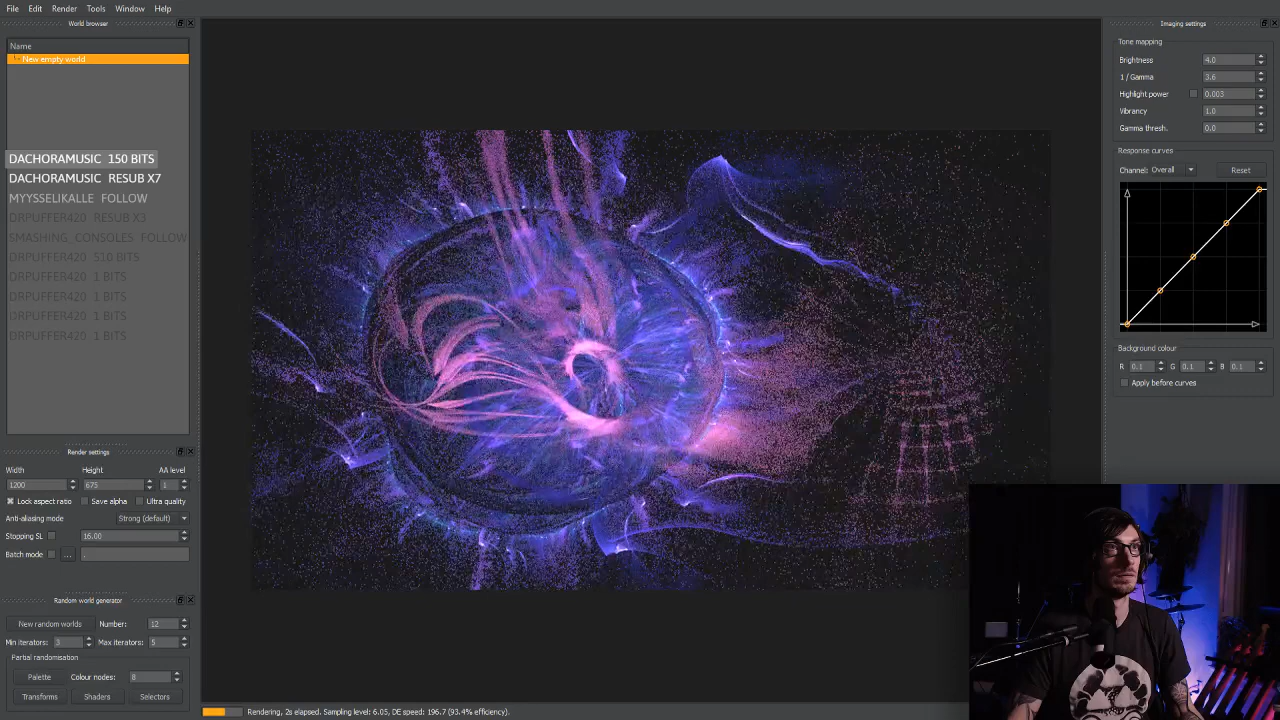 File Edit Render Tools Window Help
World browser
Name
New empty world
DACHORAMUSIC 150 BITS
DACHORAMUSIC RESUB X7
MYYSSELIKALLE FOLLOW
DRPUFFER420 RESUB X3
SMASHING_CONSOLES FOLLOW
DRPUFFER420 510 BITS
DRPUFFER420 1 BITS
DRPUFFER420 1 BITS
DRPUFFER420 1 BITS
DRPUFFER420 1 BITS
Render settings
Width Height AA level
1200 675 1
Lock aspect ratio Save alpha Ultra quality
Anti-aliasing mode Strong (default)
Stopping SL 16.00
Batch mode ... .
Random world generator
New random worlds Number: 12
Min iterators: 3 Max iterators: 5
Partial randomisation
Palette Colour nodes: 8
Transforms Shaders Selectors
Rendering, 2s elapsed. Sampling level: 6.05, DE speed: 196.7 (93.4% efficiency).
Imaging settings
Tone mapping
Brightness 4.0
1 / Gamma 3.6
Highlight power 0.003
Vibrancy 1.0
Gamma thresh. 0.0
Response curves
Channel: Overall Reset
Background colour
R 0.1 G 0.1 B 0.1
Apply before curves